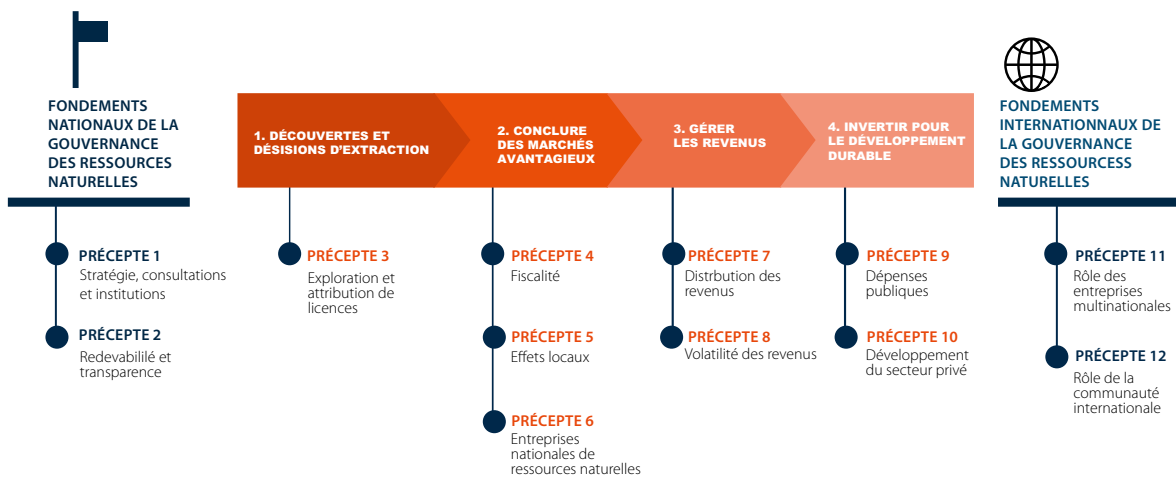 FONDEMENTS
NATIONAUX DE LA
GOUVERNANCE
DES RESSOURCES
NATURELLES
PRÉCEPTE 1
Stratégie, consultations
et institutions
PRÉCEPTE 2
Redevabililé et
transparence
1. DÉCOUVERTES ET
DÉSISIONS D’EXTRACTION
PRÉCEPTE 3
Exploration et
attribution de
licences
2. CONCLURE
DES MARCHÉS
AVANTAGIEUX
PRÉCEPTE 4
Fiscalité
PRÉCEPTE 5
Effets locaux
PRÉCEPTE 6
Entreprises
nationales de
ressources naturelles
3. GÉRER
LES REVENUS
PRÉCEPTE 7
Distrbution des
revenus
PRÉCEPTE 8
Volatilité des revenus
4. INVERTIR POUR
LE DÉVELOPPEMENT
DURABLE
PRÉCEPTE 9
Dépenses
publiques
PRÉCEPTE 10
Développement
du secteur privé
FONDEMENTS
INTERNATIONNAUX DE
LA GOUVERNANCE
DES RESSOURCESS
NATURELLES
PRÉCEPTE 11
Rôle des
entreprises
multinationales
PRÉCEPTE 12
Rôle de la
communauté
internationale